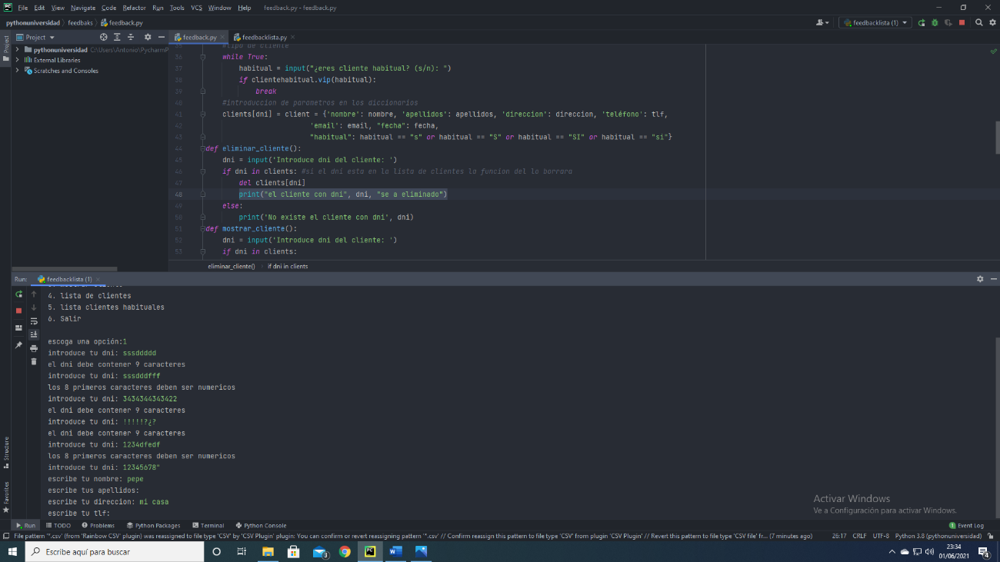 File Edit View Navigate Code Refactor Run Tools VCS Window Help feedback.py - feedback.py
pythonuniversidad feedbaks feedback.py feedbacklista (1)
Project feedback.py feedbacklista.py
pythonuniversidad C:\Users\Antonio\PycharmP
External Libraries
Scratches and Consoles
Project
35 #tipo de cliente
36 while True:
37 habitual = input("¿eres cliente habitual? (s/n): ")
38 if clientehabitual.vip(habitual):
39 break
40 #introduccion de parametros en los diccionarios
41 clients[dni] = client = {'nombre': nombre, 'apellidos': apellidos, 'direccion': direccion, 'teléfono': tlf,
42 'email': email, "fecha": fecha,
43 "habitual": habitual == "s" or habitual == "S" or habitual == "SI" or habitual == "si"}
44 def eliminar_cliente():
45 dni = input('Introduce dni del cliente: ')
46 if dni in clients: #si el dni esta en la lista de clientes la funcion del lo borrara
47 del clients[dni]
48 print("el cliente con dni", dni, "se a eliminado")
49 else:
50 print('No existe el cliente con dni', dni)
51 def mostrar_cliente():
52 dni = input('Introduce dni del cliente: ')
53 if dni in clients:
eliminar_cliente() if dni in clients
Run: feedbacklista (1)
4. lista de clientes
5. lista clientes habituales
6. Salir
escoga una opción:1
introduce tu dni: sssddddd
el dni debe contener 9 caracteres
introduce tu dni: sssdddfff
los 8 primeros caracteres deben ser numericos
introduce tu dni: 3434344343422
el dni debe contener 9 caracteres
introduce tu dni: !!!!!?¿?
el dni debe contener 9 caracteres
introduce tu dni: 1234dfedf
los 8 primeros caracteres deben ser numericos
introduce tu dni: 12345678"
escribe tu nombre: pepe
escribe tus apellidos:
escribe tu direccion: mi casa
escribe tu tlf:
Structure
Favorites
Activar Windows
Ve a Configuración para activar Windows.
Run TODO Problems Python Packages Terminal Python Console 1 Event Log
File pattern '*.csv' (from 'Rainbow CSV' plugin) was reassigned to file type 'CSV' by 'CSV Plugin' plugin: You can confirm or revert reassigning pattern '*.csv' // Confirm reassign this pattern to file type 'CSV' from plugin 'CSV Plugin' // Revert this pattern to file type 'CSV file' fr... (7 minutes ago) 26:17 CRLF UTF-8 4 spaces Python 3.8 (pythonuniversidad)
Escribe aquí para buscar 3 23:34
01/06/2021 4